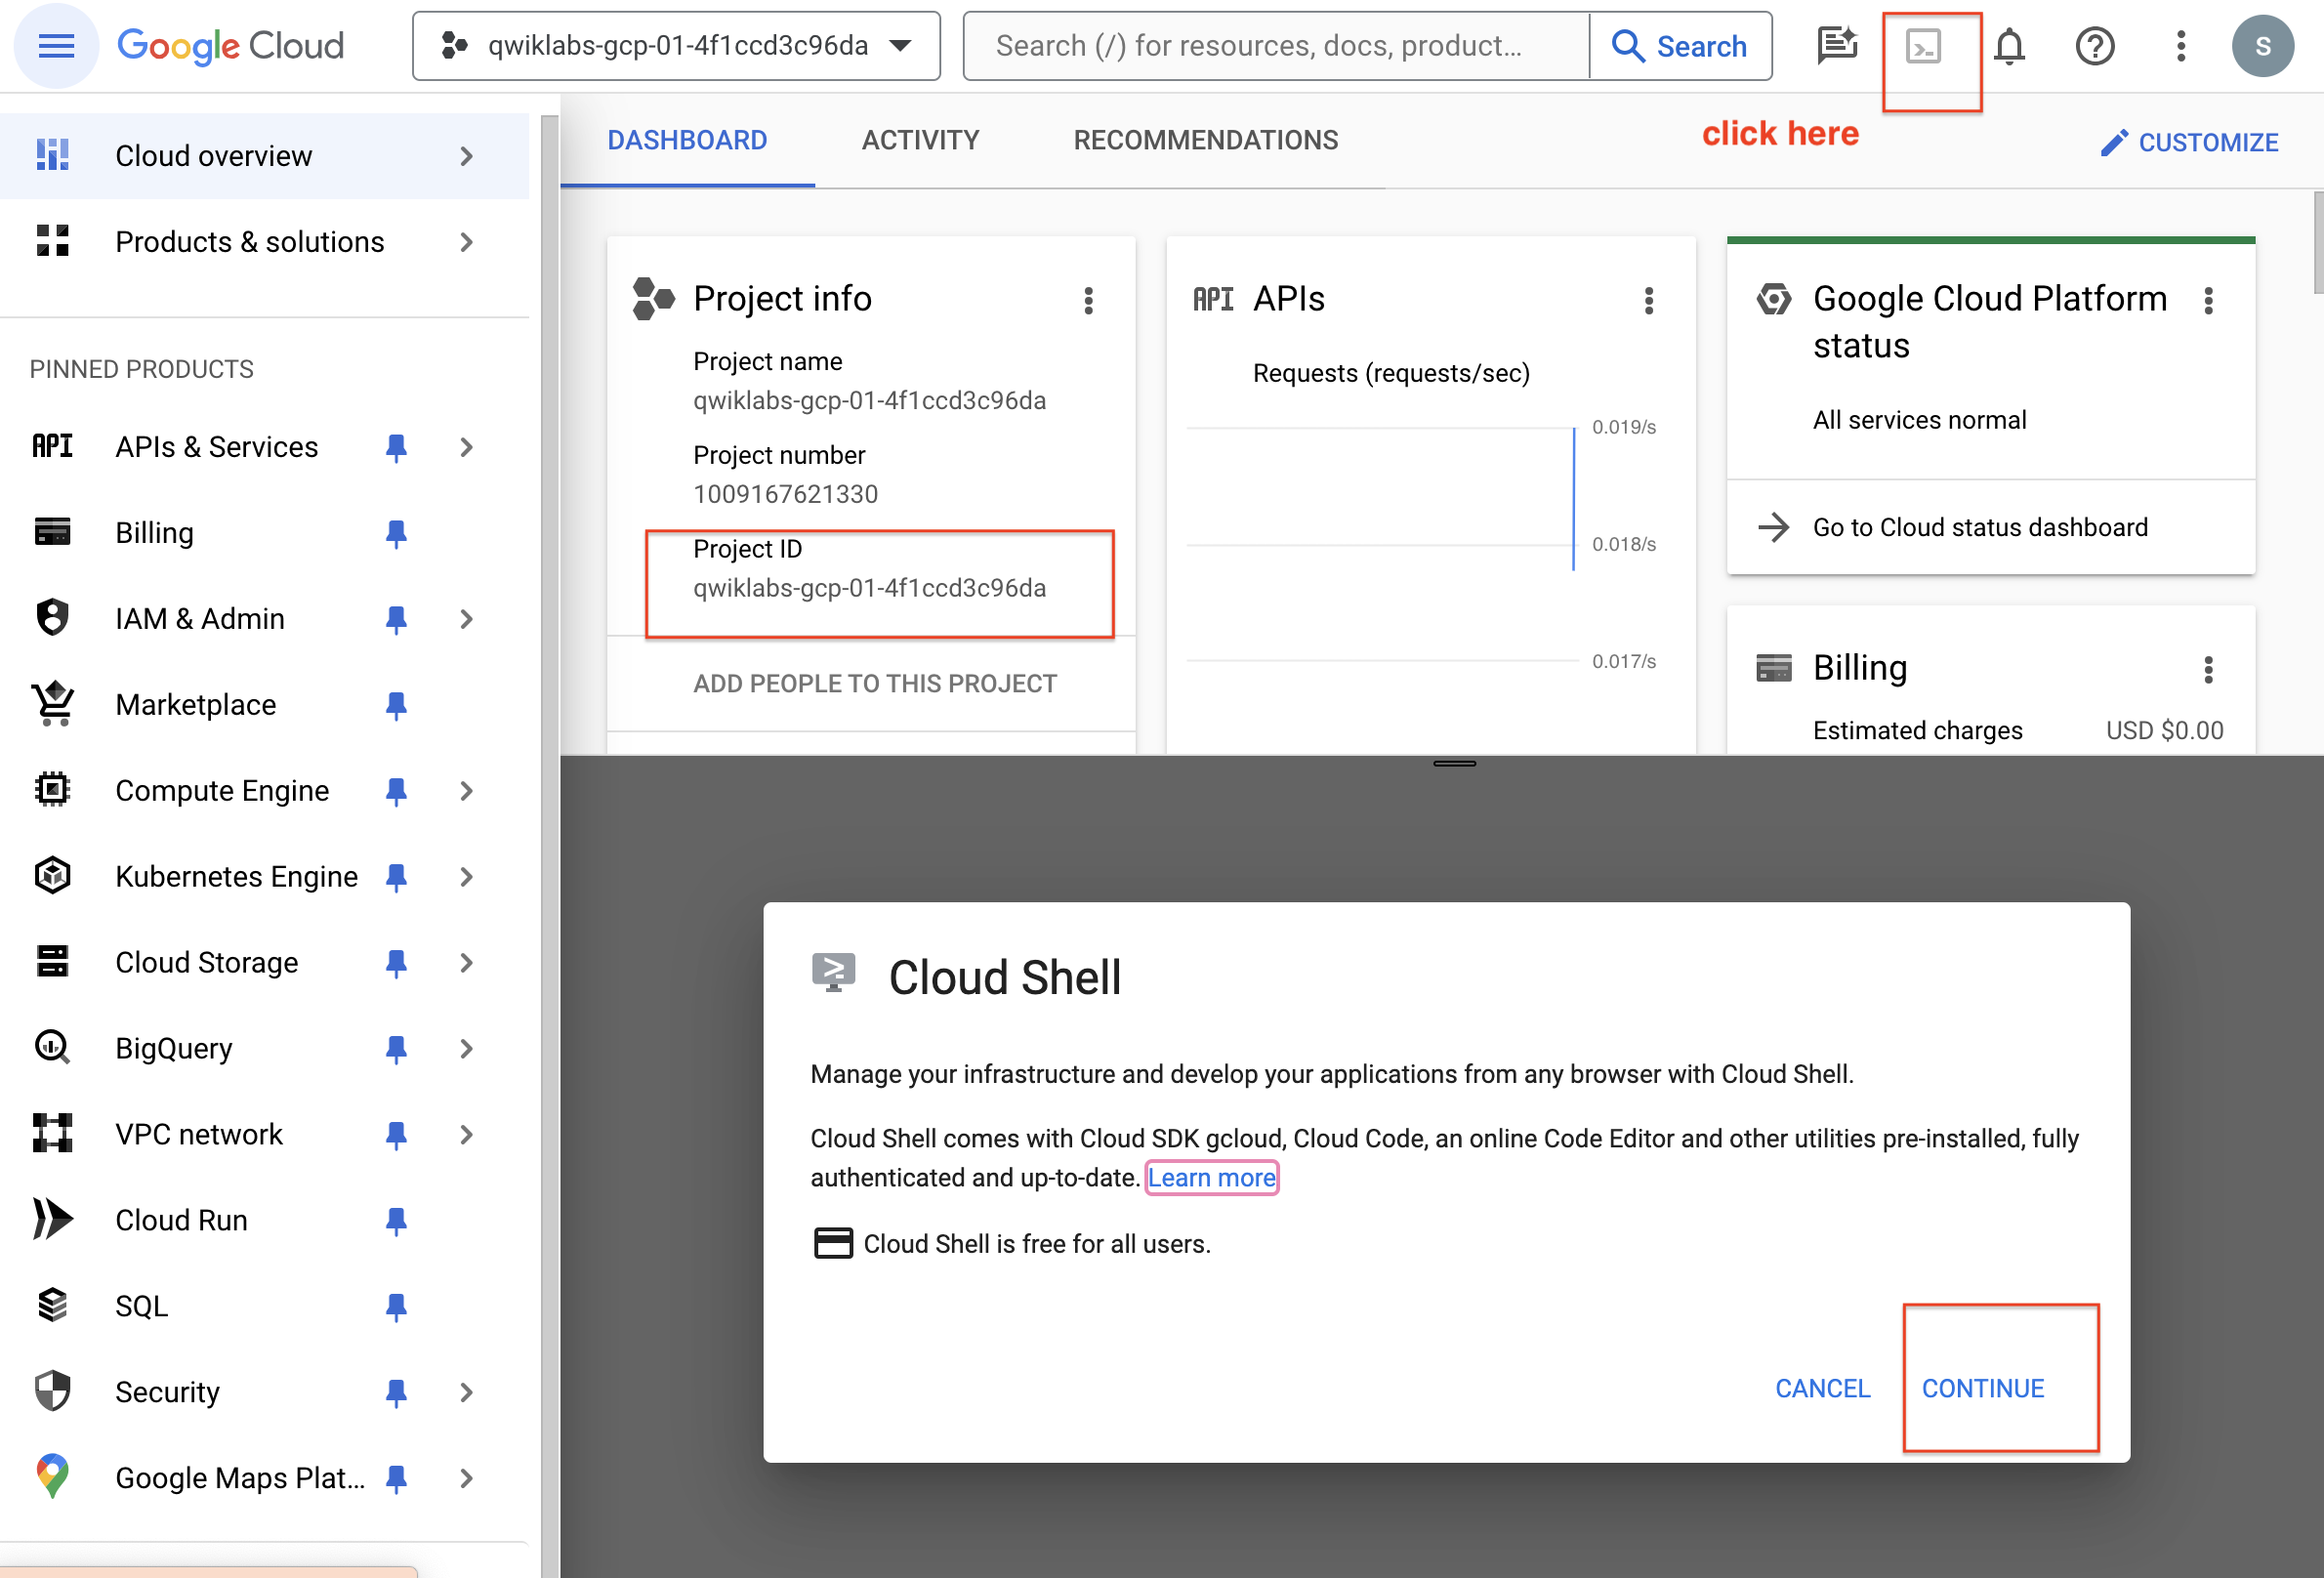 Google Cloud
qwiklabs-gcp-01-4f1ccd3c96da
Search (/) for resources, docs, product...
Search
S
Cloud overview
Products & solutions
PINNED PRODUCTS
API
APIs & Services
Billing
IAM & Admin
Marketplace
Compute Engine
Kubernetes Engine
Cloud Storage
BigQuery
VPC network
Cloud Run
SQL
Security
Google Maps Plat...
DASHBOARD
ACTIVITY
RECOMMENDATIONS
click here
CUSTOMIZE
Project info
Project name
qwiklabs-gcp-01-4f1ccd3c96da
Project number
1009167621330
Project ID
qwiklabs-gcp-01-4f1ccd3c96da
ADD PEOPLE TO THIS PROJECT
API
APIs
Requests (requests/sec)
0.019/s
0.018/s
0.017/s
Google Cloud Platform
status
All services normal
Go to Cloud status dashboard
Billing
Estimated charges
USD $0.00
Cloud Shell
Manage your infrastructure and develop your applications from any browser with Cloud Shell.
Cloud Shell comes with Cloud SDK gcloud, Cloud Code, an online Code Editor and other utilities pre-installed, fully
authenticated and up-to-date. Learn more
Cloud Shell is free for all users.
CANCEL
CONTINUE